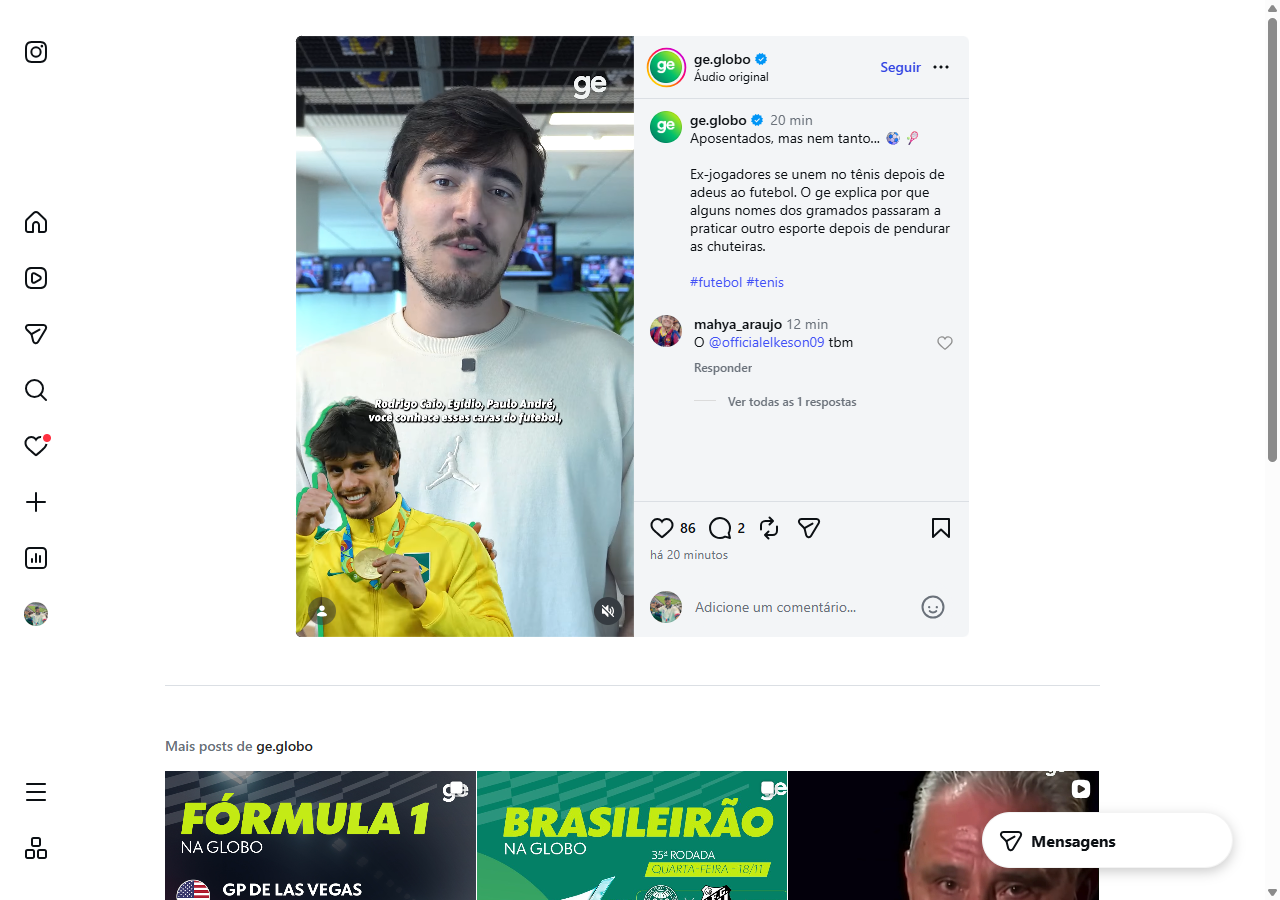 ge
Rodrigo Caio, Egídio, Paulo André,
você conhece esses caras do futebol,
ge
ge.globo
Áudio original
Seguir
ge
ge.globo 20 min
Aposentados, mas nem tanto...
Ex-jogadores se unem no tênis depois de
adeus ao futebol. O ge explica por que
alguns nomes dos gramados passaram a
praticar outro esporte depois de pendurar
as chuteiras.
#futebol #tenis
mahya_araujo 12 min
O @officialelkeson09 tbm
Responder
Ver todas as 1 respostas
86
2
há 20 minutos
Adicione um comentário...
Mais posts de ge.globo
ge
FÓRMULA 1
NA GLOBO
GP DE LAS VEGAS
ge
BRASILEIRÃO
NA GLOBO
35ª RODADA
QUARTA-FEIRA - 18/11
Mensagens